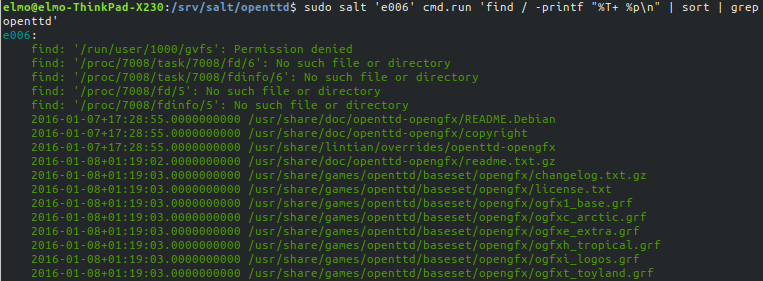 elmo@elmo-ThinkPad-X230:/srv/salt/openttd$ sudo salt 'e006' cmd.run 'find / -printf "%T+ %p\n" | sort | grep
openttd'
e006:
    find: '/run/user/1000/gvfs': Permission denied
    find: '/proc/7008/task/7008/fd/6': No such file or directory
    find: '/proc/7008/task/7008/fdinfo/6': No such file or directory
    find: '/proc/7008/fd/5': No such file or directory
    find: '/proc/7008/fdinfo/5': No such file or directory
    2016-01-07+17:28:55.0000000000 /usr/share/doc/openttd-opengfx/README.Debian
    2016-01-07+17:28:55.0000000000 /usr/share/doc/openttd-opengfx/copyright
    2016-01-07+17:28:55.0000000000 /usr/share/lintian/overrides/openttd-opengfx
    2016-01-08+01:19:02.0000000000 /usr/share/doc/openttd-opengfx/readme.txt.gz
    2016-01-08+01:19:03.0000000000 /usr/share/games/openttd/baseset/opengfx/changelog.txt.gz
    2016-01-08+01:19:03.0000000000 /usr/share/games/openttd/baseset/opengfx/license.txt
    2016-01-08+01:19:03.0000000000 /usr/share/games/openttd/baseset/opengfx/ogfx1_base.grf
    2016-01-08+01:19:03.0000000000 /usr/share/games/openttd/baseset/opengfx/ogfxc_arctic.grf
    2016-01-08+01:19:03.0000000000 /usr/share/games/openttd/baseset/opengfx/ogfxe_extra.grf
    2016-01-08+01:19:03.0000000000 /usr/share/games/openttd/baseset/opengfx/ogfxh_tropical.grf
    2016-01-08+01:19:03.0000000000 /usr/share/games/openttd/baseset/opengfx/ogfxi_logos.grf
    2016-01-08+01:19:03.0000000000 /usr/share/games/openttd/baseset/opengfx/ogfxt_toyland.grf